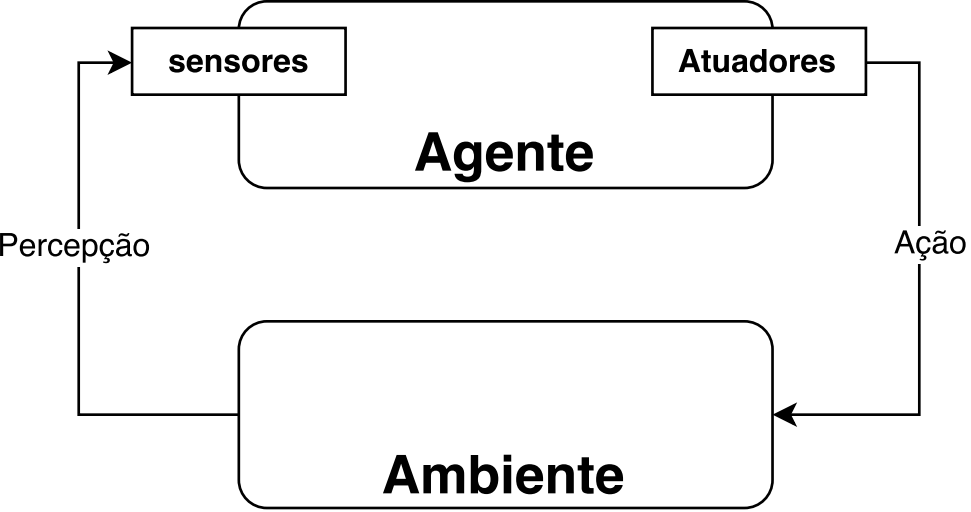 sensores
Atuadores
Agente
Percepção
Ação
Ambiente